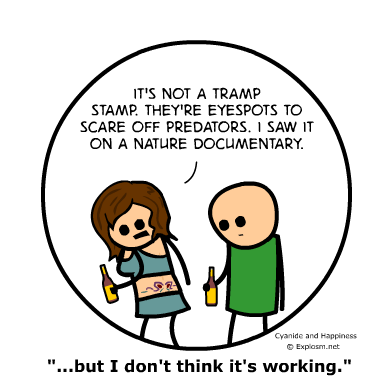 IT'S NOT A TRAMP
STAMP. THEY'RE EYESPOTS TO
SCARE OFF PREDATORS. I SAW IT
ON A NATURE DOCUMENTARY.
Cyanide and Happiness
© Explosm.net
"...but I don't think it's working."